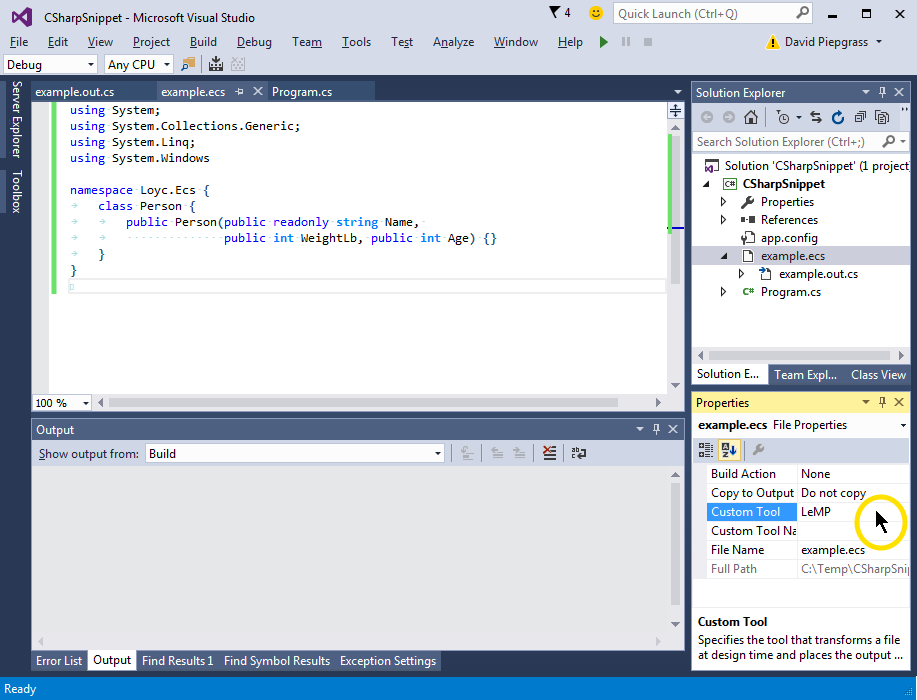 CSharpSnippet - Microsoft Visual Studio
4
Quick Launch (Ctrl+Q)
File Edit View Project Build Debug Team Tools Test Analyze Window Help
David Piepgrass
Debug
Any CPU
Server Explorer
Toolbox
example.out.cs
example.ecs
Program.cs
using System;
using System.Collections.Generic;
using System.Linq;
using System.Windows
namespace Loyc.Ecs {
class Person {
public Person(public readonly string Name,
public int WeightLb, public int Age) {}
}
}
100 %
Output
Show output from: Build
Error List
Output
Find Results 1
Find Symbol Results
Exception Settings
Solution Explorer
Search Solution Explorer (Ctrl+;)
Solution 'CSharpSnippet' (1 project
C# CSharpSnippet
Properties
References
app.config
example.ecs
example.out.cs
C# Program.cs
Solution E...
Team Expl...
Class View
Properties
example.ecs File Properties
Build Action None
Copy to Output Do not copy
Custom Tool LeMP
Custom Tool Na
File Name example.ecs
Full Path C:\Temp\CSharpSnip
Custom Tool
Specifies the tool that transforms a file
at design time and places the output ...
Ready